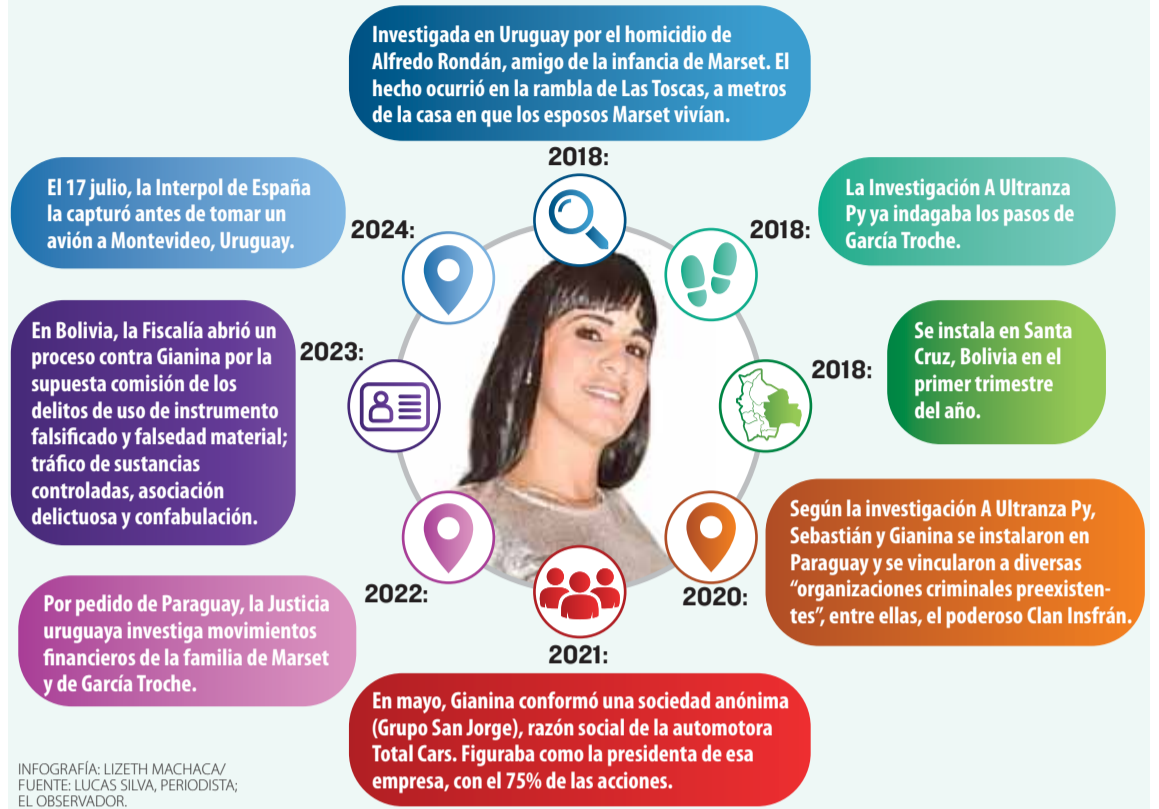 Investigada en Uruguay por el homicidio de
Alfredo Rondán, amigo de la infancia de Marset. El
hecho ocurrió en la rambla de Las Toscas, a metros
de la casa en que los esposos Marset vivían.
2018:
La Investigación A Ultranza
Py ya indagaba los pasos de
García Troche.
2018:
Se instala en Santa
Cruz, Bolivia en el
primer trimestre
del año.
2018:
Según la investigación A Ultranza Py,
Sebastián y Gianina se instalaron en
Paraguay y se vincularon a diversas
“organizaciones criminales preexisten-
tes”, entre ellas, el poderoso Clan Insfrán.
2020:
2021:
En mayo, Gianina conformó una sociedad anónima
(Grupo San Jorge), razón social de la automotora
Total Cars. Figuraba como la presidenta de esa
empresa, con el 75% de las acciones.
2022:
Por pedido de Paraguay, la Justicia
uruguaya investiga movimientos
financieros de la familia de Marset
y de García Troche.
2023:
En Bolivia, la Fiscalía abrió un
proceso contra Gianina por la
supuesta comisión de los
delitos de uso de instrumento
falsificado y falsedad material;
tráfico de sustancias
controladas, asociación
delictuosa y confabulación.
2024:
El 17 julio, la Interpol de España
la capturó antes de tomar un
avión a Montevideo, Uruguay.
INFOGRAFÍA: LIZETH MACHACA/
FUENTE: LUCAS SILVA, PERIODISTA;
EL OBSERVADOR.